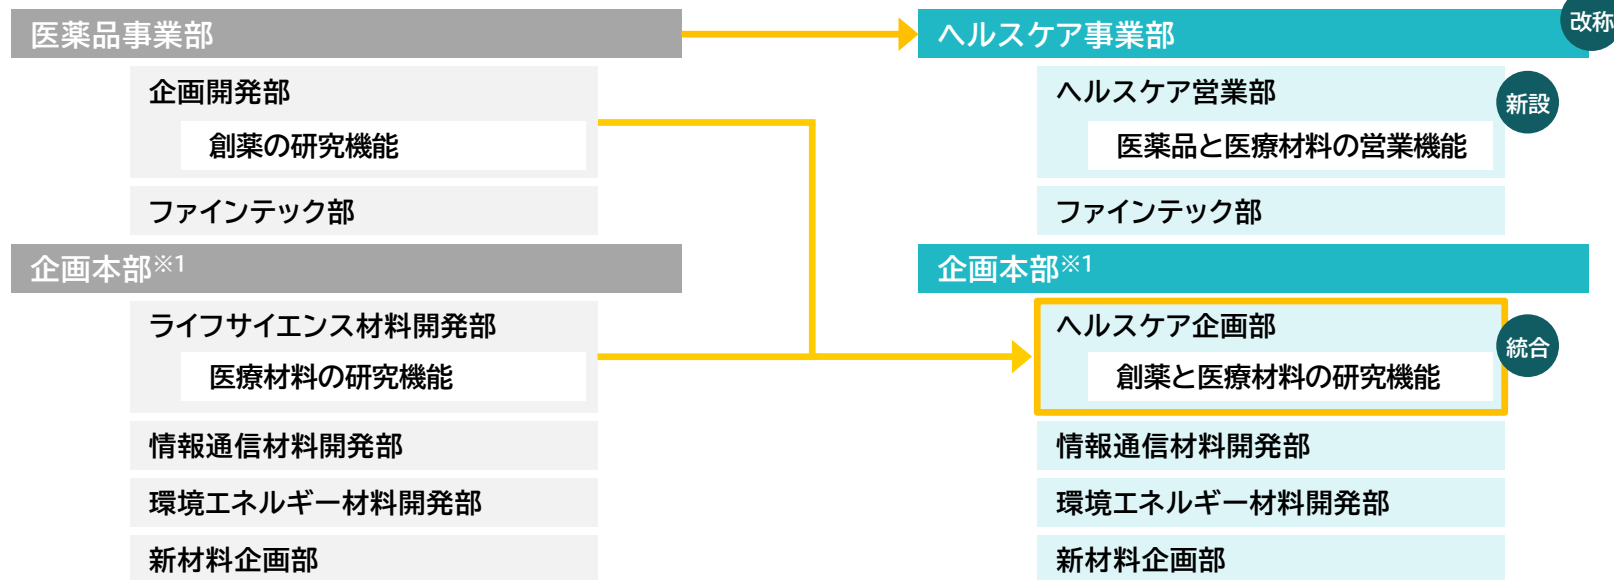 医薬品事業部
企画開発部
創薬の研究機能
ファインテック部
企画本部※1
ライフサイエンス材料開発部
医療材料の研究機能
情報通信材料開発部
環境エネルギー材料開発部
新材料企画部
ヘルスケア事業部
改称
ヘルスケア営業部
新設
医薬品と医療材料の営業機能
ファインテック部
企画本部※1
ヘルスケア企画部
統合
創薬と医療材料の研究機能
情報通信材料開発部
環境エネルギー材料開発部
新材料企画部